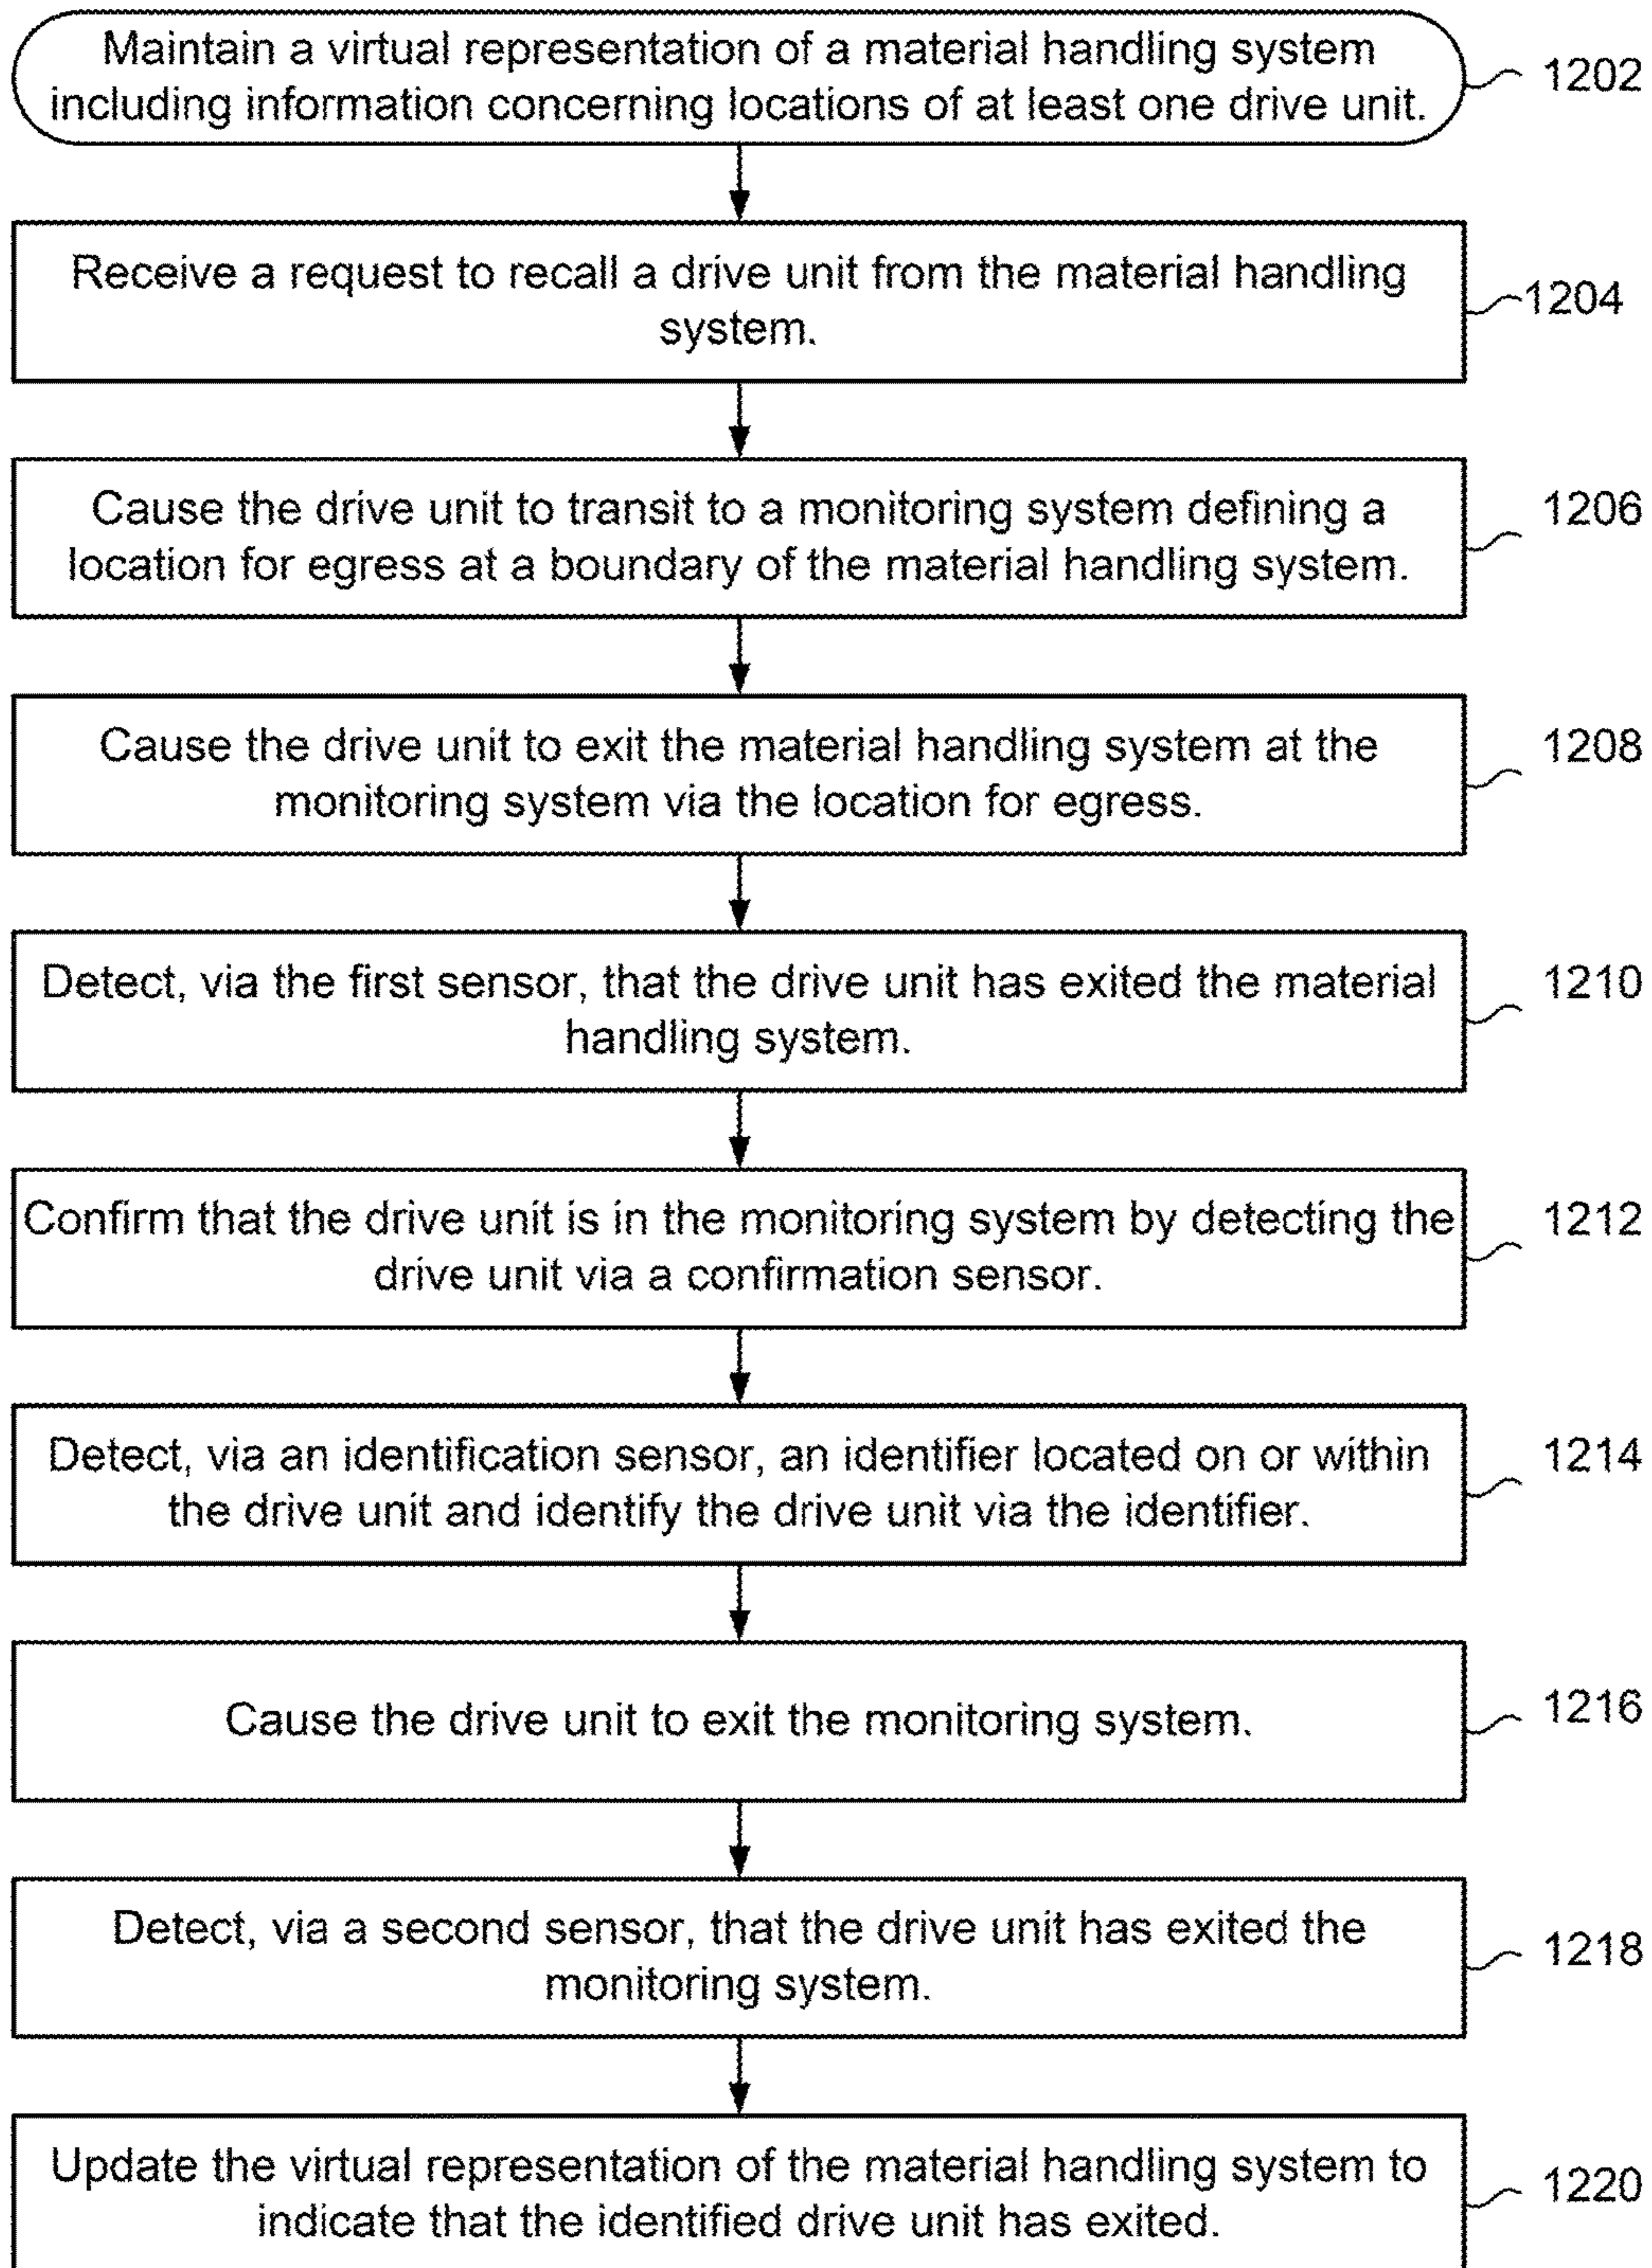 Maintain a virtual representation of a material handling system
including information concerning locations of at least one drive unit.
1202
Receive a request to recall a drive unit from the material handling
system.
1204
Cause the drive unit to transit to a monitoring system defining a
location for egress at a boundary of the material handling system.
1206
Cause the drive unit to exit the material handling system at the
monitoring system via the location for egress.
1208
Detect, via the first sensor, that the drive unit has exited the material
handling system.
1210
Confirm that the drive unit is in the monitoring system by detecting the
drive unit via a confirmation sensor.
1212
Detect, via an identification sensor, an identifier located on or within
the drive unit and identify the drive unit via the identifier.
1214
Cause the drive unit to exit the monitoring system.
1216
Detect, via a second sensor, that the drive unit has exited the
monitoring system.
1218
Update the virtual representation of the material handling system to
indicate that the identified drive unit has exited.
1220